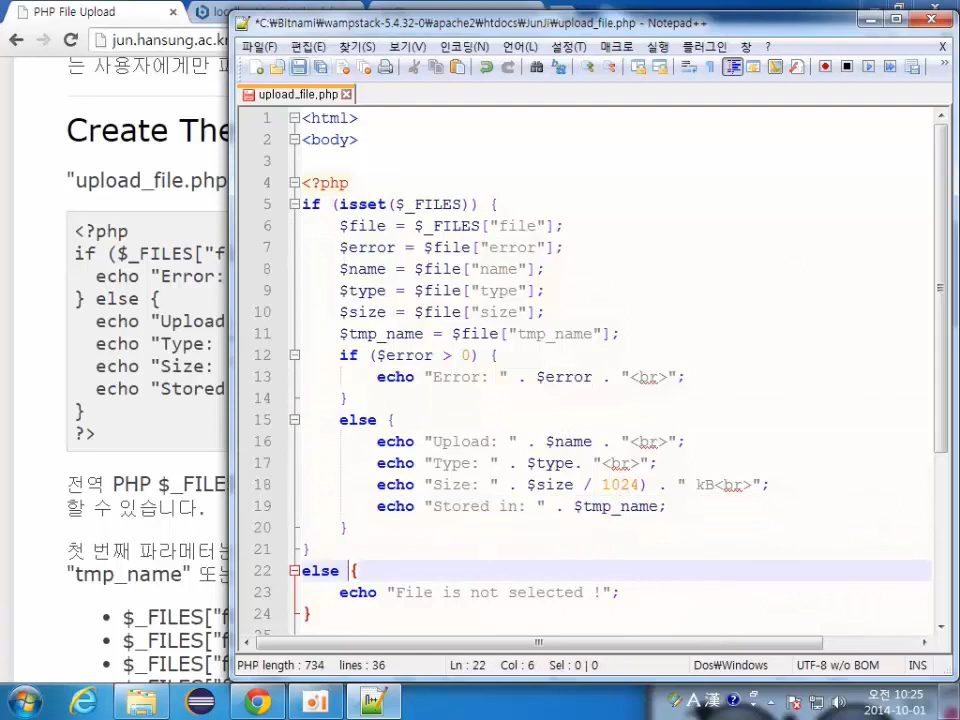 PHP File Upload
*C:₩Bitnami₩wampstack-5.4.32-0₩apache2₩htdocs₩JunJi₩upload_file.php - Notepad++
jun.hansung.ac.kr
파일(F) 편집(E) 찾기(S) 보기(V) 인코딩(N) 언어(L) 설정(T) 매크로 실행 플러그인 창 ? X
upload_file.php
는 사용자에게만
Create The
"upload_file.php
<?php
if ($_FILES["f
echo "Error:
} else {
echo "Upload
echo "Type:
echo "Size:
echo "Stored
}
?>
전역 PHP $_FILE
할 수 있습니다.
첫 번째 파라메터는
"tmp_name" 또는
• $_FILES["f
• $_FILES["f
• $_FILES["f
1 <html>
2 <body>
3
4 <?php
5 if (isset($_FILES)) {
6 $file = $_FILES["file"];
7 $error = $file["error"];
8 $name = $file["name"];
9 $type = $file["type"];
10 $size = $file["size"];
11 $tmp_name = $file["tmp_name"];
12 if ($error > 0) {
13 echo "Error: " . $error . "<br>";
14 }
15 else {
16 echo "Upload: " . $name . "<br>";
17 echo "Type: " . $type. "<br>";
18 echo "Size: " . $size / 1024) . " kB<br>";
19 echo "Stored in: " . $tmp_name;
20 }
21 }
22 else {
23 echo "File is not selected !";
24 }
25
PHP length : 734 lines : 36 Ln : 22 Col : 6 Sel : 0 | 0 Dos₩Windows UTF-8 w/o BOM INS
A 漢
오전 10:25
2014-10-01